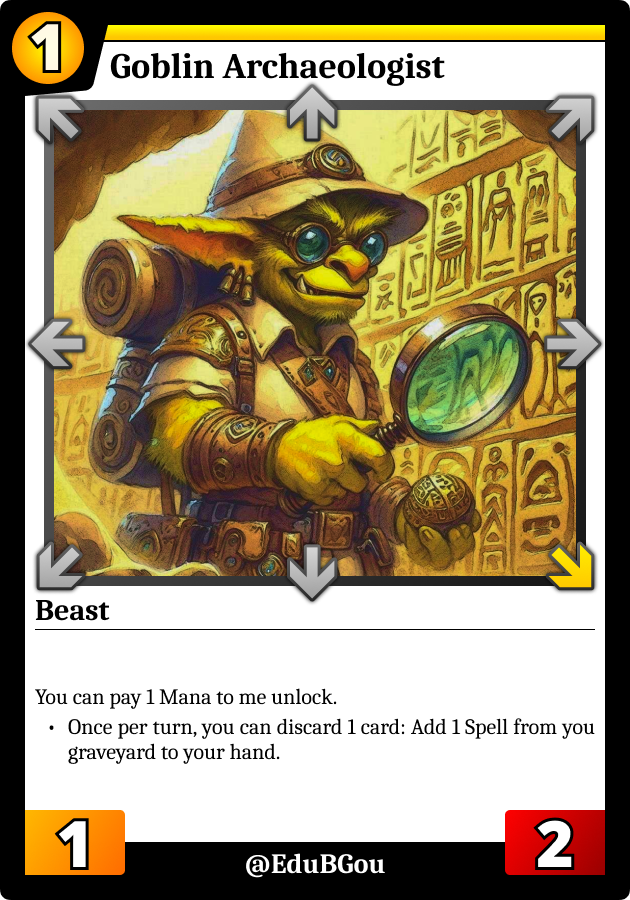 1
Goblin Archaeologist
Beast
You can pay 1 Mana to me unlock.
• Once per turn, you can discard 1 card: Add 1 Spell from you
graveyard to your hand.
1
@EduBGou
2